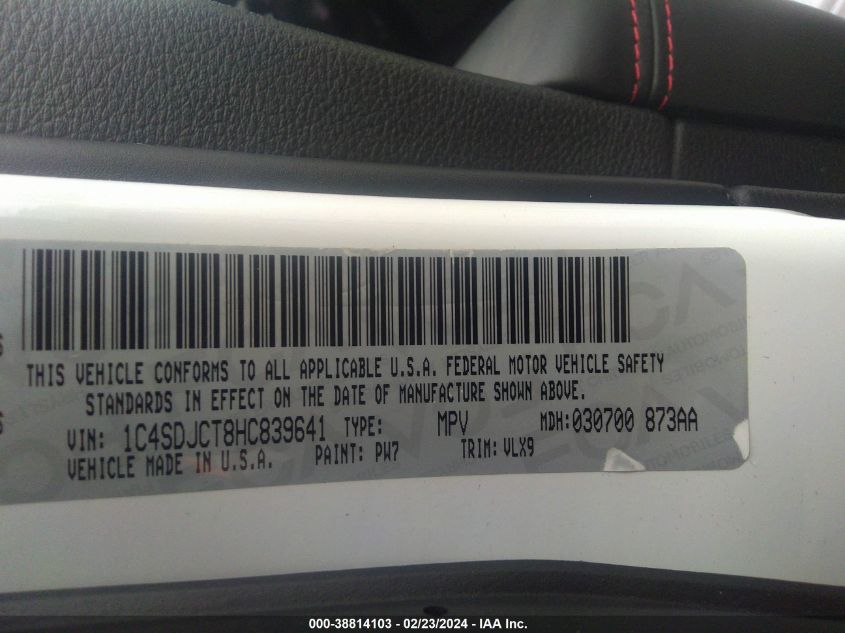 THIS VEHICLE CONFORMS TO ALL APPLICABLE U.S.A. FEDERAL MOTOR VEHICLE SAFETY
STANDARDS IN EFFECT ON THE DATE OF MANUFACTURE SHOWN ABOVE.
VIN: 1C4SDJCT8HC839641 TYPE: MPV MDH:030700 873AA
VEHICLE MADE IN U.S.A. PAINT: PW7 TRIM: VLX9
000-38814103 - 02/23/2024 - IAA Inc.